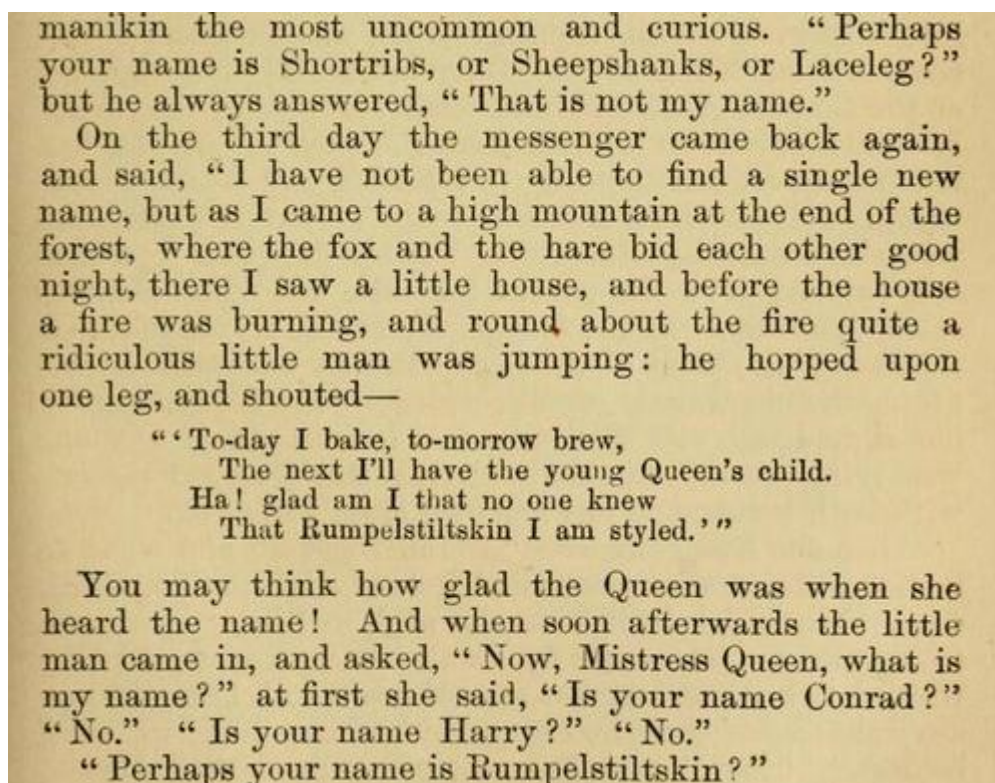 manikin the most uncommon and curious. “ Perhaps
your name is Shortribs, or Sheepshanks, or Laceleg ? ”
but he always answered, “ That is not my name.”
On the third day the messenger came back again,
and said, “ I have not been able to find a single new
name, but as I came to a high mountain at the end of the
forest, where the fox and the hare bid each other good
night, there I saw a little house, and before the house
a fire was burning, and round about the fire quite a
ridiculous little man was jumping : he hopped upon
one leg, and shouted—
“ ‘ To-day I bake, to-morrow brew,
The next I’ll have the young Queen’s child.
Ha ! glad am I that no one knew
That Rumpelstiltskin I am styled.’ ”
You may think how glad the Queen was when she
heard the name ! And when soon afterwards the little
man came in, and asked, “ Now, Mistress Queen, what is
my name ? ” at first she said, “ Is your name Conrad ? ”
“ No.” “ Is your name Harry ? ” “ No.”
“ Perhaps your name is Rumpelstiltskin ? ”